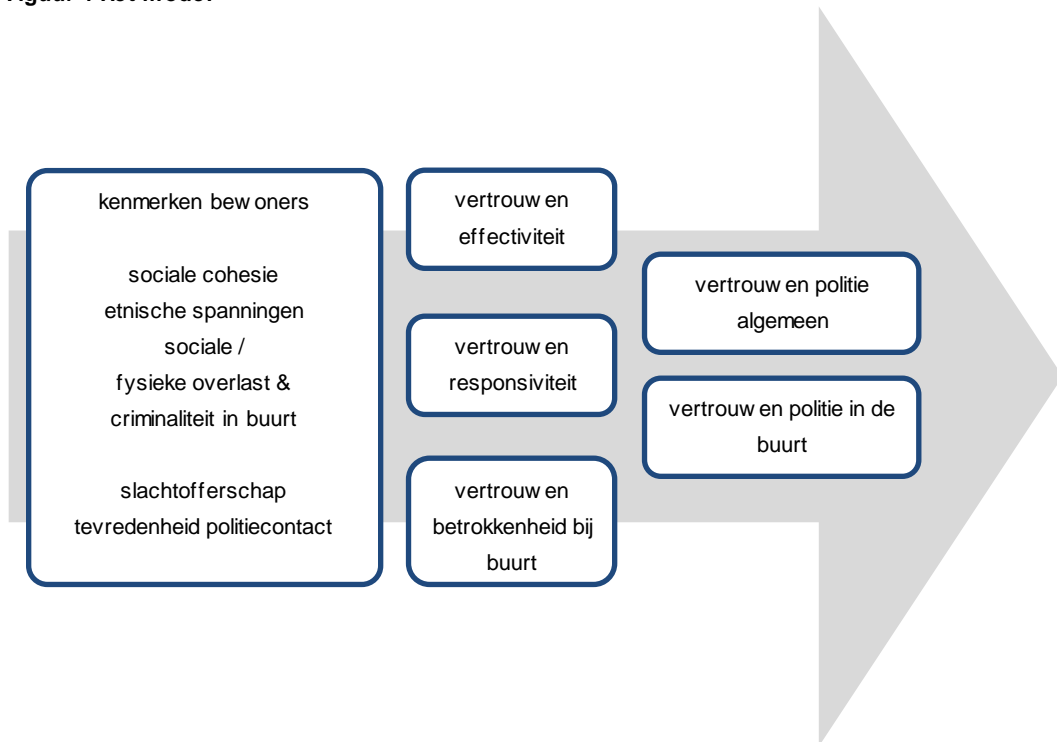 kenmerken bewoners
sociale cohesie
etnische spanningen
sociale /
fysieke overlast &
criminaliteit in buurt
slachtofferschap
tevredenheid politiecontact
vertrouwen
effectiviteit
vertrouwen
responsiviteit
vertrouwen
betrokkenheid bij
buurt
vertrouwen politie
algemeen
vertrouwen politie in de
buurt